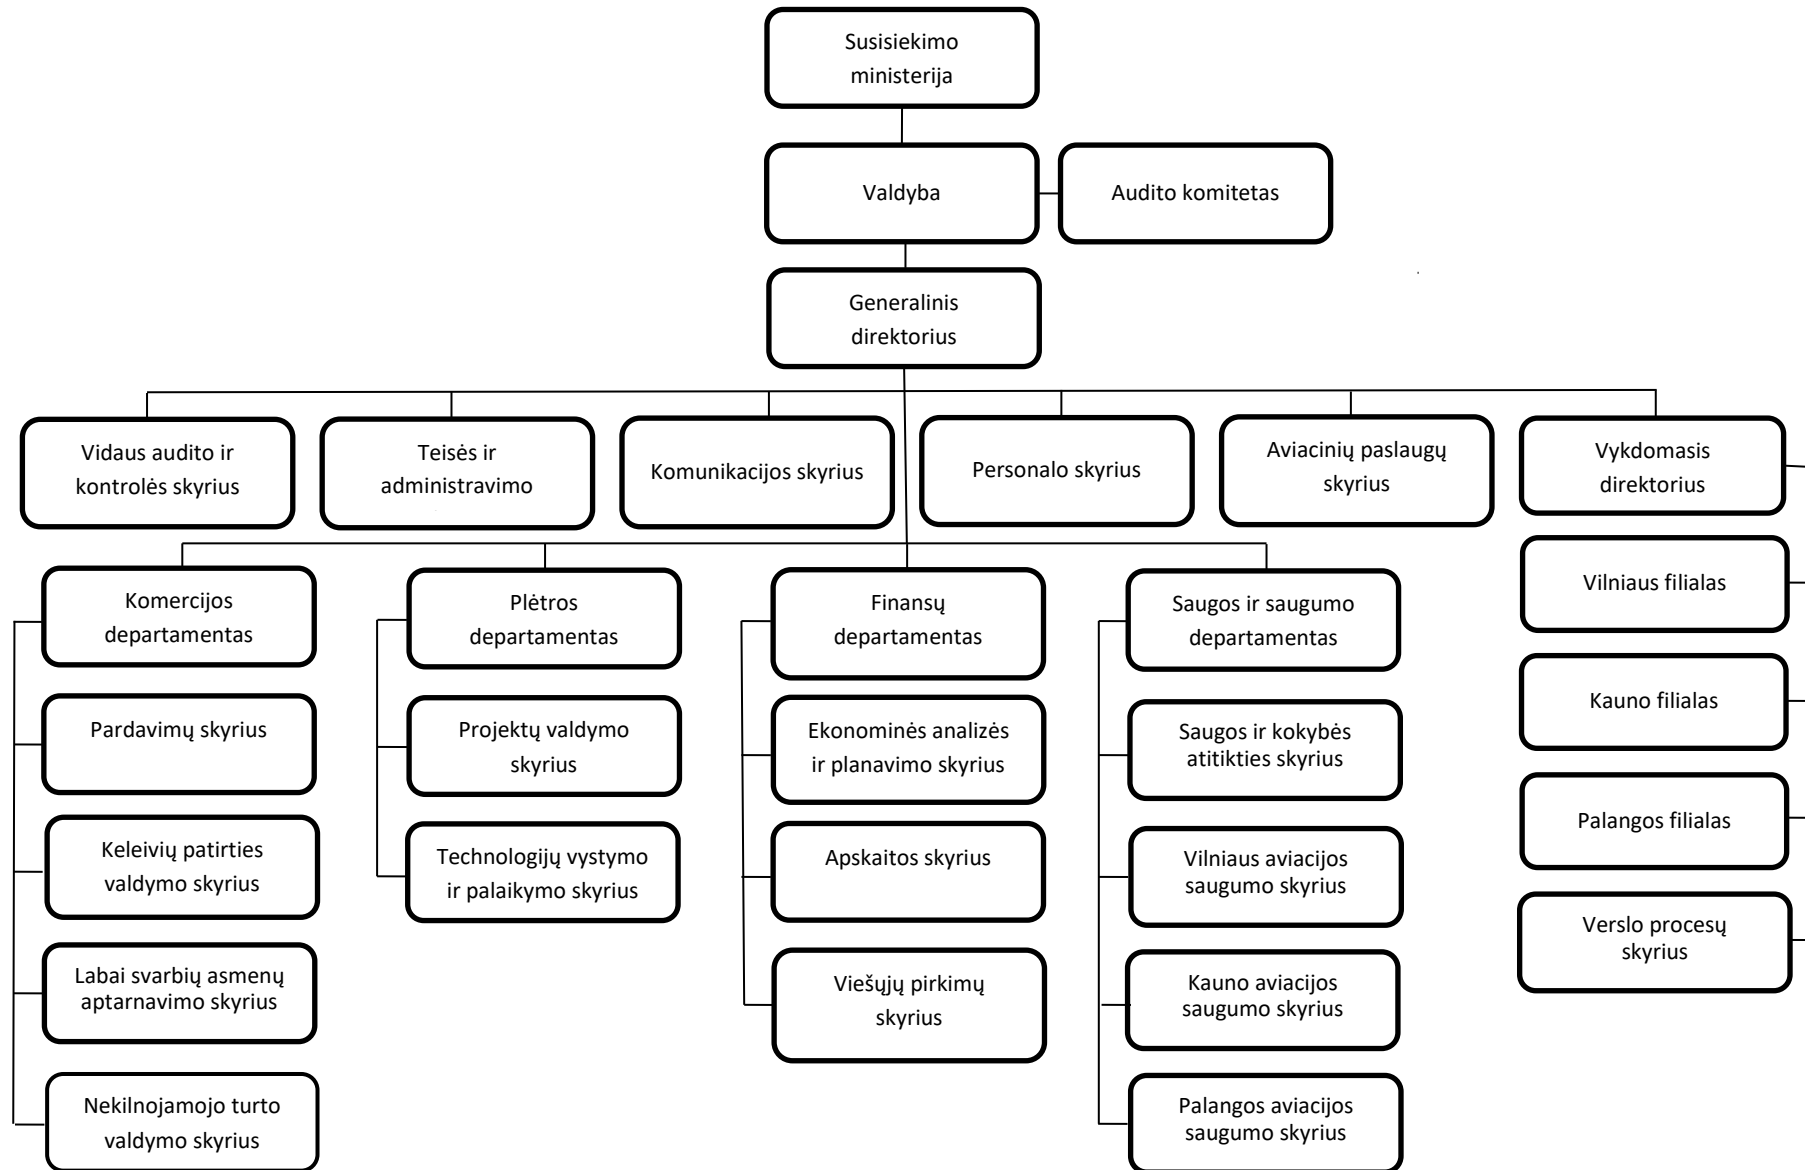 Susisiekimo
ministerija
Valdyba
Audito komitetas
Generalinis
direktorius
Vidaus audito ir
kontrolės skyrius
Teisės ir
administravimo
Komunikacijos skyrius
Personalo skyrius
Aviacinių paslaugų
skyrius
Vykdomasis
direktorius
Komercijos
departamentas
Pardavimų skyrius
Keleivių patirties
valdymo skyrius
Labai svarbių asmenų
aptarnavimo skyrius
Nekilnojamojo turto
valdymo skyrius
Plėtros
departamentas
Projektų valdymo
skyrius
Technologijų vystymo
ir palaikymo skyrius
Finansų
departamentas
Ekonominės analizės
ir planavimo skyrius
Apskaitos skyrius
Viešųjų pirkimų
skyrius
Saugos ir saugumo
departamentas
Saugos ir kokybės
atitikties skyrius
Vilniaus aviacijos
saugumo skyrius
Kauno aviacijos
saugumo skyrius
Palangos aviacijos
saugumo skyrius
Vilniaus filialas
Kauno filialas
Palangos filialas
Verslo procesų
skyrius